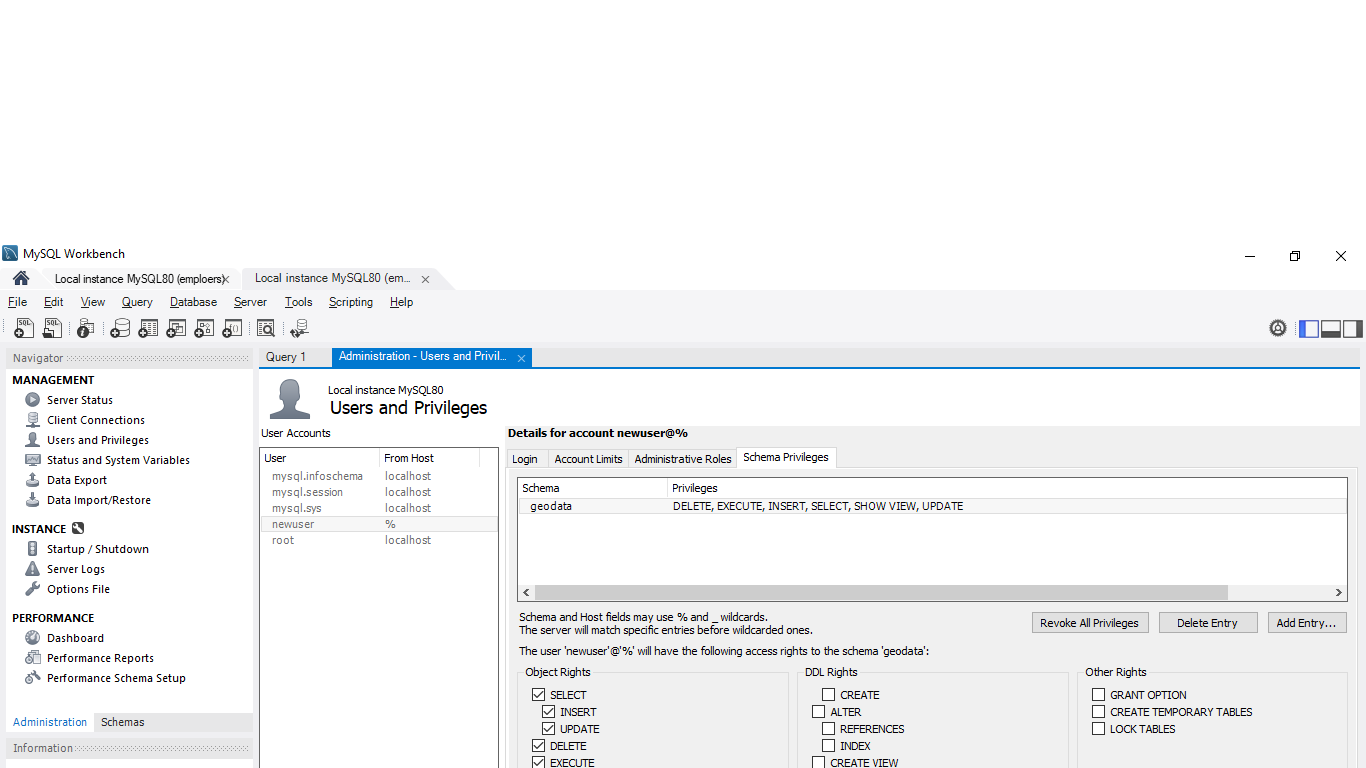 MySQL Workbench
Local instance MySQL80 (emploers)
Local instance MySQL80 (em...
File Edit View Query Database Server Tools Scripting Help
Navigator
MANAGEMENT
Server Status
Client Connections
Users and Privileges
Status and System Variables
Data Export
Data Import/Restore
INSTANCE
Startup / Shutdown
Server Logs
Options File
PERFORMANCE
Dashboard
Performance Reports
Performance Schema Setup
Administration Schemas
Information
Query 1
Administration - Users and Privil...
Local instance MySQL80
Users and Privileges
User Accounts
User From Host
mysql.infoschema localhost
mysql.session localhost
mysql.sys localhost
newuser %
root localhost
Details for account newuser@%
Login Account Limits Administrative Roles Schema Privileges
Schema Privileges
geodata DELETE, EXECUTE, INSERT, SELECT, SHOW VIEW, UPDATE
Schema and Host fields may use % and _ wildcards.
The server will match specific entries before wildcarded ones.
Revoke All Privileges Delete Entry Add Entry...
The user 'newuser'@'%' will have the following access rights to the schema 'geodata':
Object Rights
SELECT
INSERT
UPDATE
DELETE
EXECUTE
DDL Rights
CREATE
ALTER
REFERENCES
INDEX
CREATE VIEW
Other Rights
GRANT OPTION
CREATE TEMPORARY TABLES
LOCK TABLES